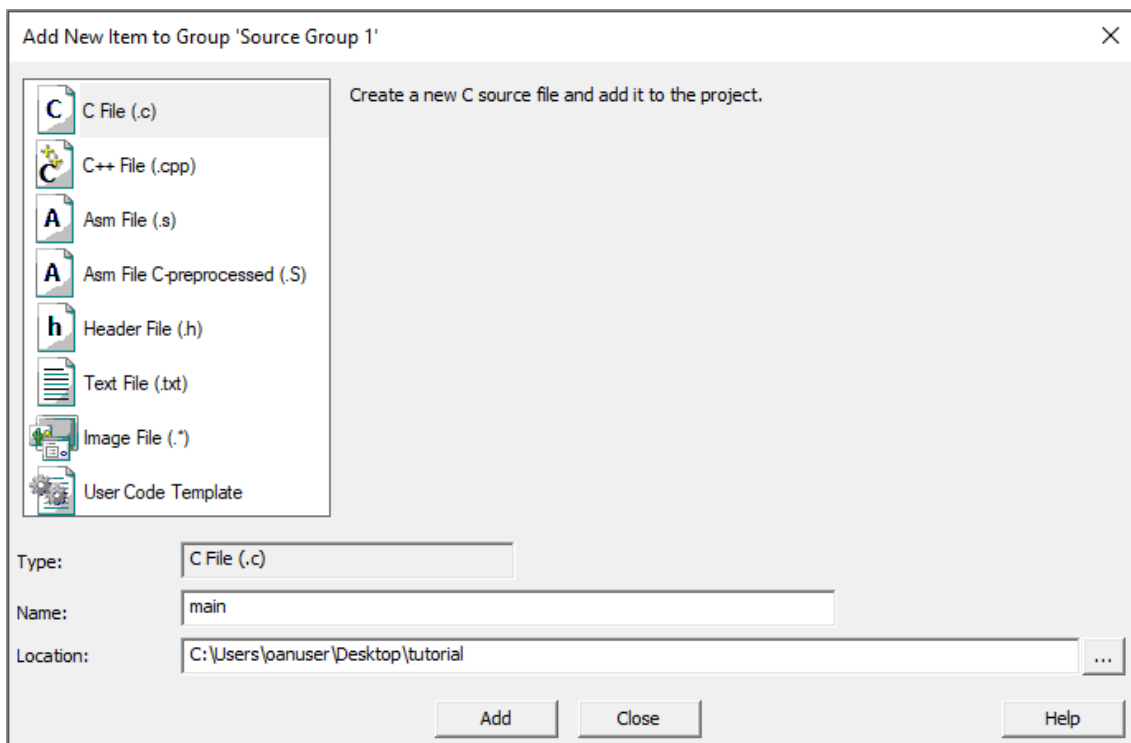 Add New Item to Group 'Source Group 1'
C File (.c)
Create a new C source file and add it to the project.
C++ File (.cpp)
Asm File (.s)
Asm File C-preprocessed (.S)
Header File (.h)
Text File (.txt)
Image File (.*)
User Code Template
Type: C File (.c)
Name: main
Location: C:\Users\oanuser\Desktop\tutorial ...
Add Close Help